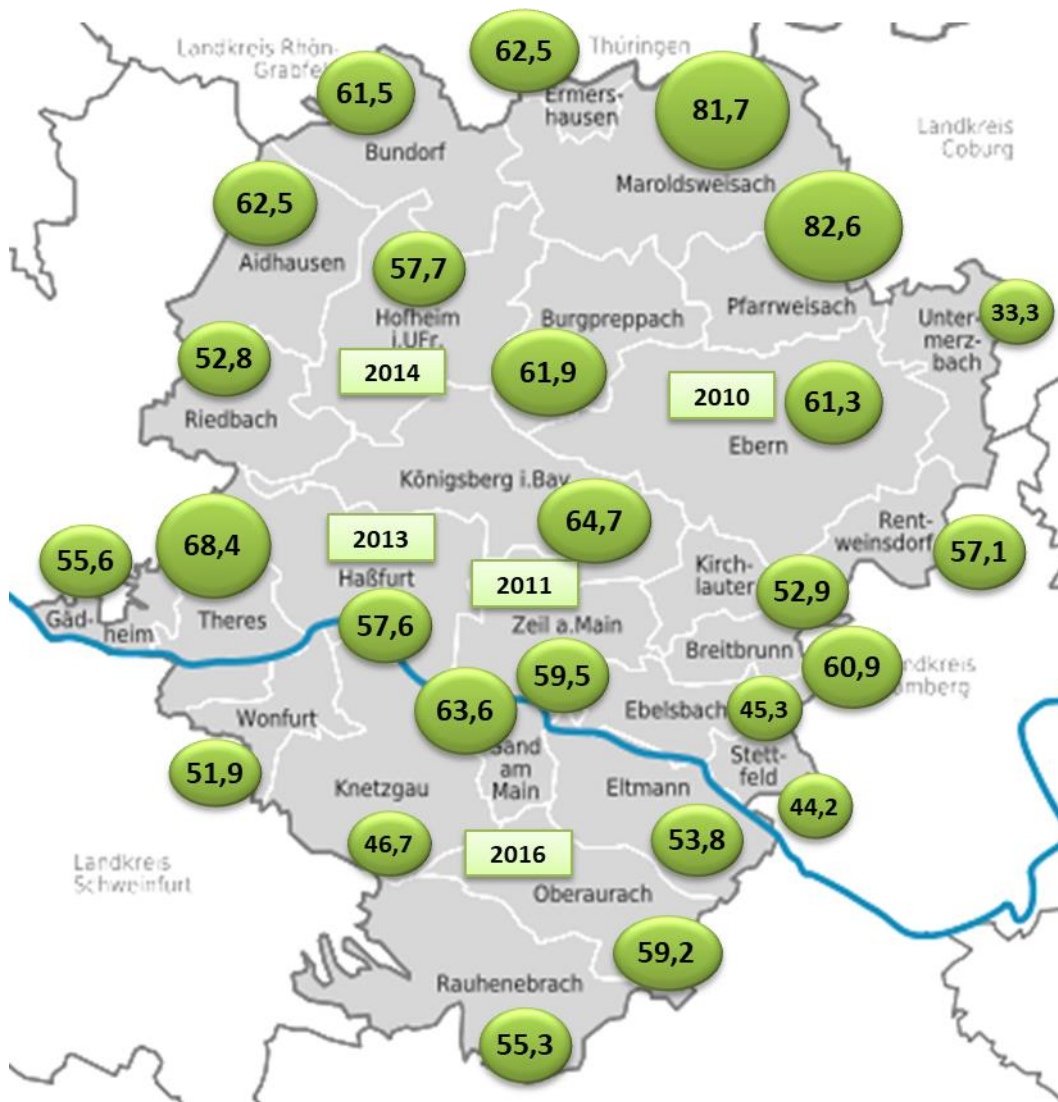 Landkreis Rhön-
Grabfel
62,5
Thüringen
61,5
Ermers-
hausen
81,7
Landkreis
Coburg
Bundorf
Maroldsweisach
62,5
82,6
Aidhausen
57,7
Pfarrweisach
33,3
Hofheim
i.UFr.
Burgpreppach
Unter-
merz-
bach
52,8
2014
61,9
2010
61,3
Riedbach
Ebern
Königsberg i.Bay
64,7
Rent-
weinsdorf
57,1
55,6
68,4
2013
Haßfurt
2011
Kirch-
lauter
52,9
Gäd-
heim
Theres
57,6
Zeil a.Main
Breitbrunn
60,9
Wonfurt
63,6
59,5
Ebelsbach
45,3
51,9
Knetzgau
Sand
am
Main
Eltmann
Stett-
feld
44,2
46,7
2016
53,8
Landkreis
Schweinfurt
Oberaurach
59,2
Rauhenebrach
55,3